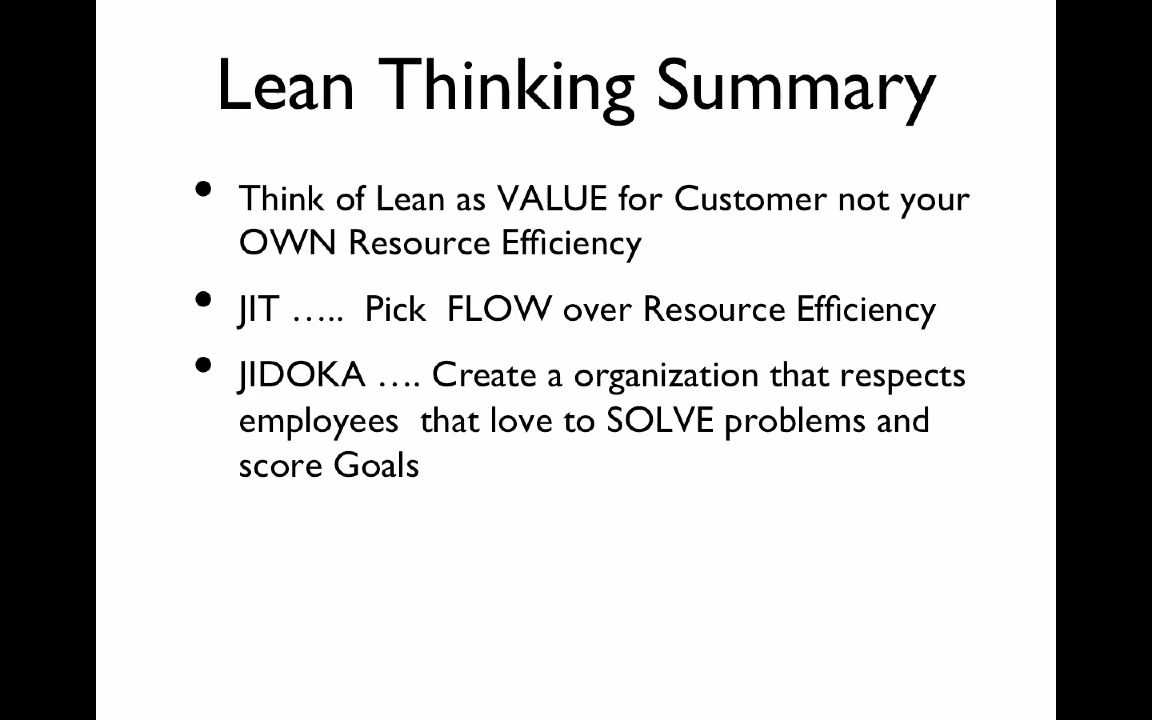 Lean Thinking Summary
• Think of Lean as VALUE for Customer not your
OWN Resource Efficiency
• JIT ….. Pick  FLOW over Resource Efficiency
• JIDOKA …. Create a organization that respects
employees  that love to SOLVE problems and
score Goals